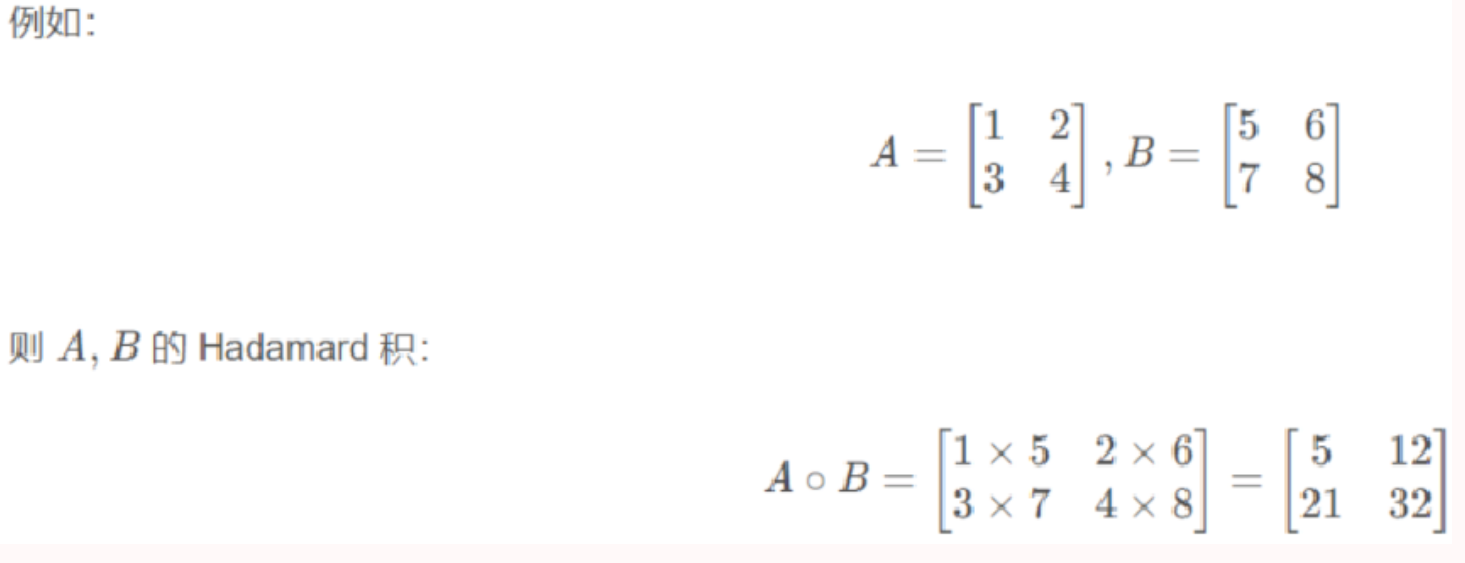 例如：
A = [1 2; 3 4], B = [5 6; 7 8]
则 A, B 的 Hadamard 积：
A ∘ B = [1 × 5 2 × 6; 3 × 7 4 × 8] = [5 12; 21 32]